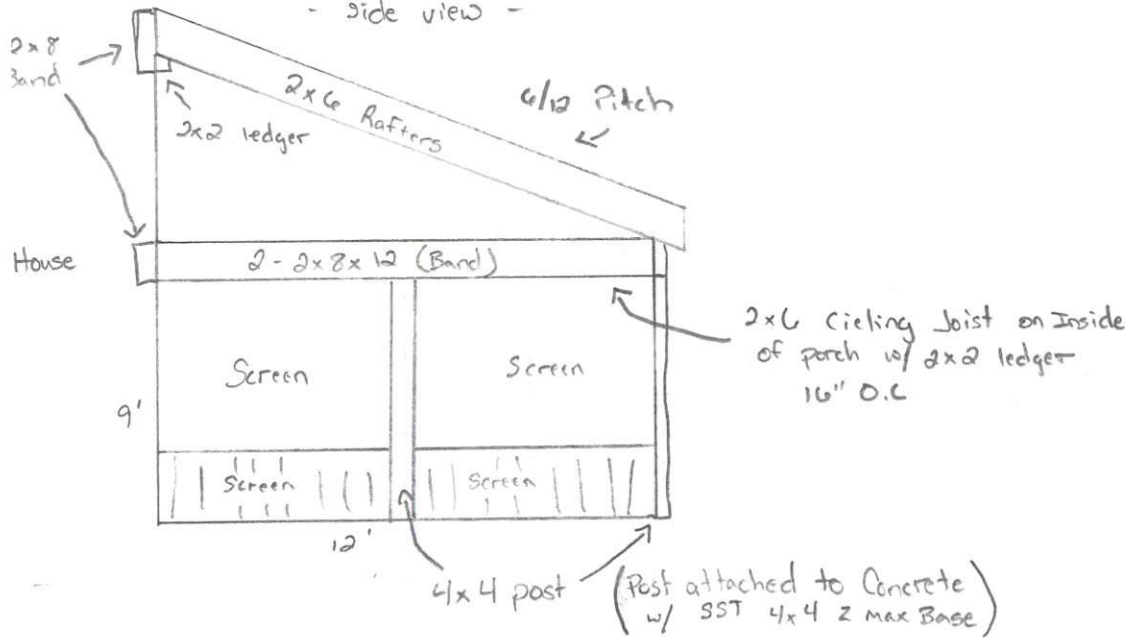 - side view -
2x8
Band
2x6 Rafters
6/12 Pitch
2x2 ledger
House
2-2x8x12 (Band)
2x6 Cieling Joist on Inside
of porch w/ 2x2 ledger
16" O.C
Screen
Screen
9'
Screen
Screen
12'
4x4 post
(Post attached to Concrete
w/ SST 4x4 Z max Base)